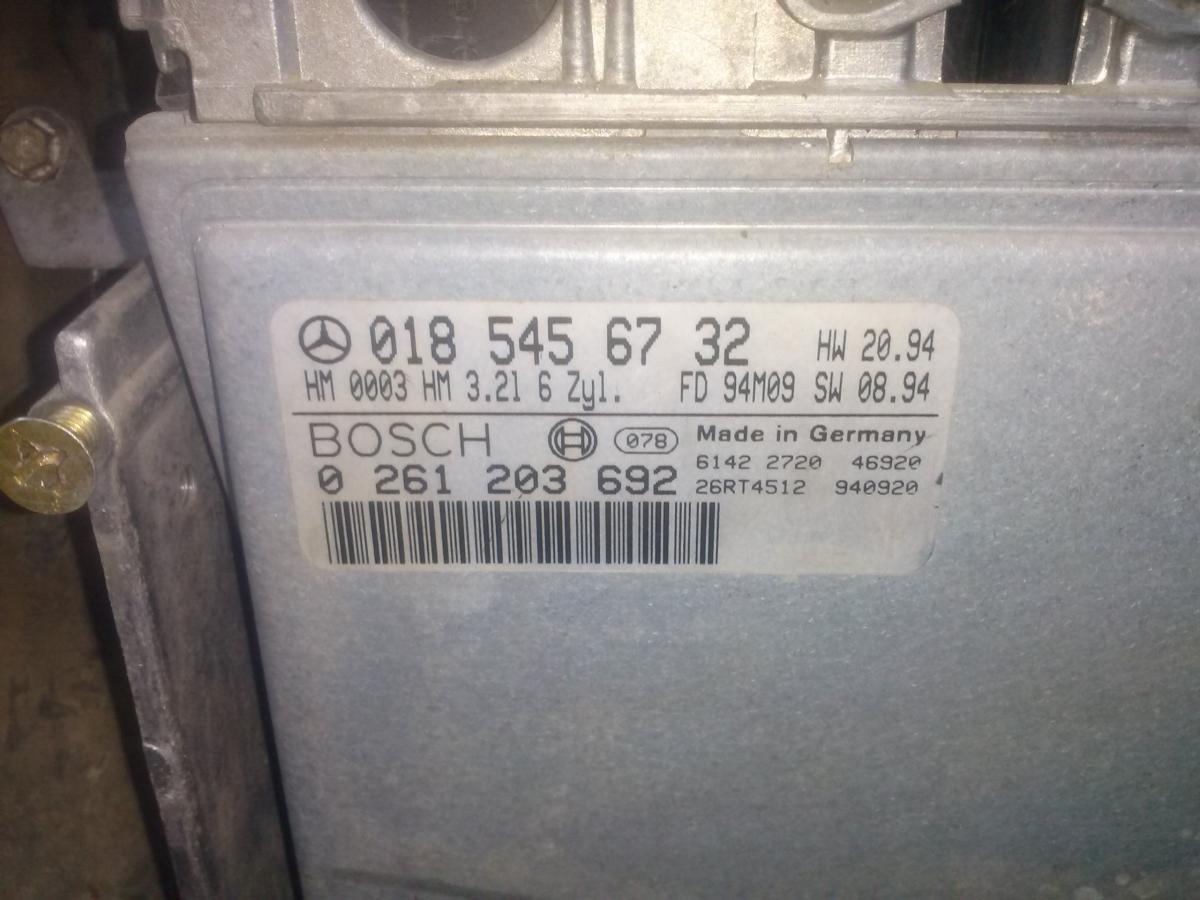 018 545 67 32 HW 20.94
HM 0003 HM 3.2l 6 Zyl. FD 94M09 SW 08.94
BOSCH 078 Made in Germany
6142 2720 46920
0 261 203 692 26RT4512 940920